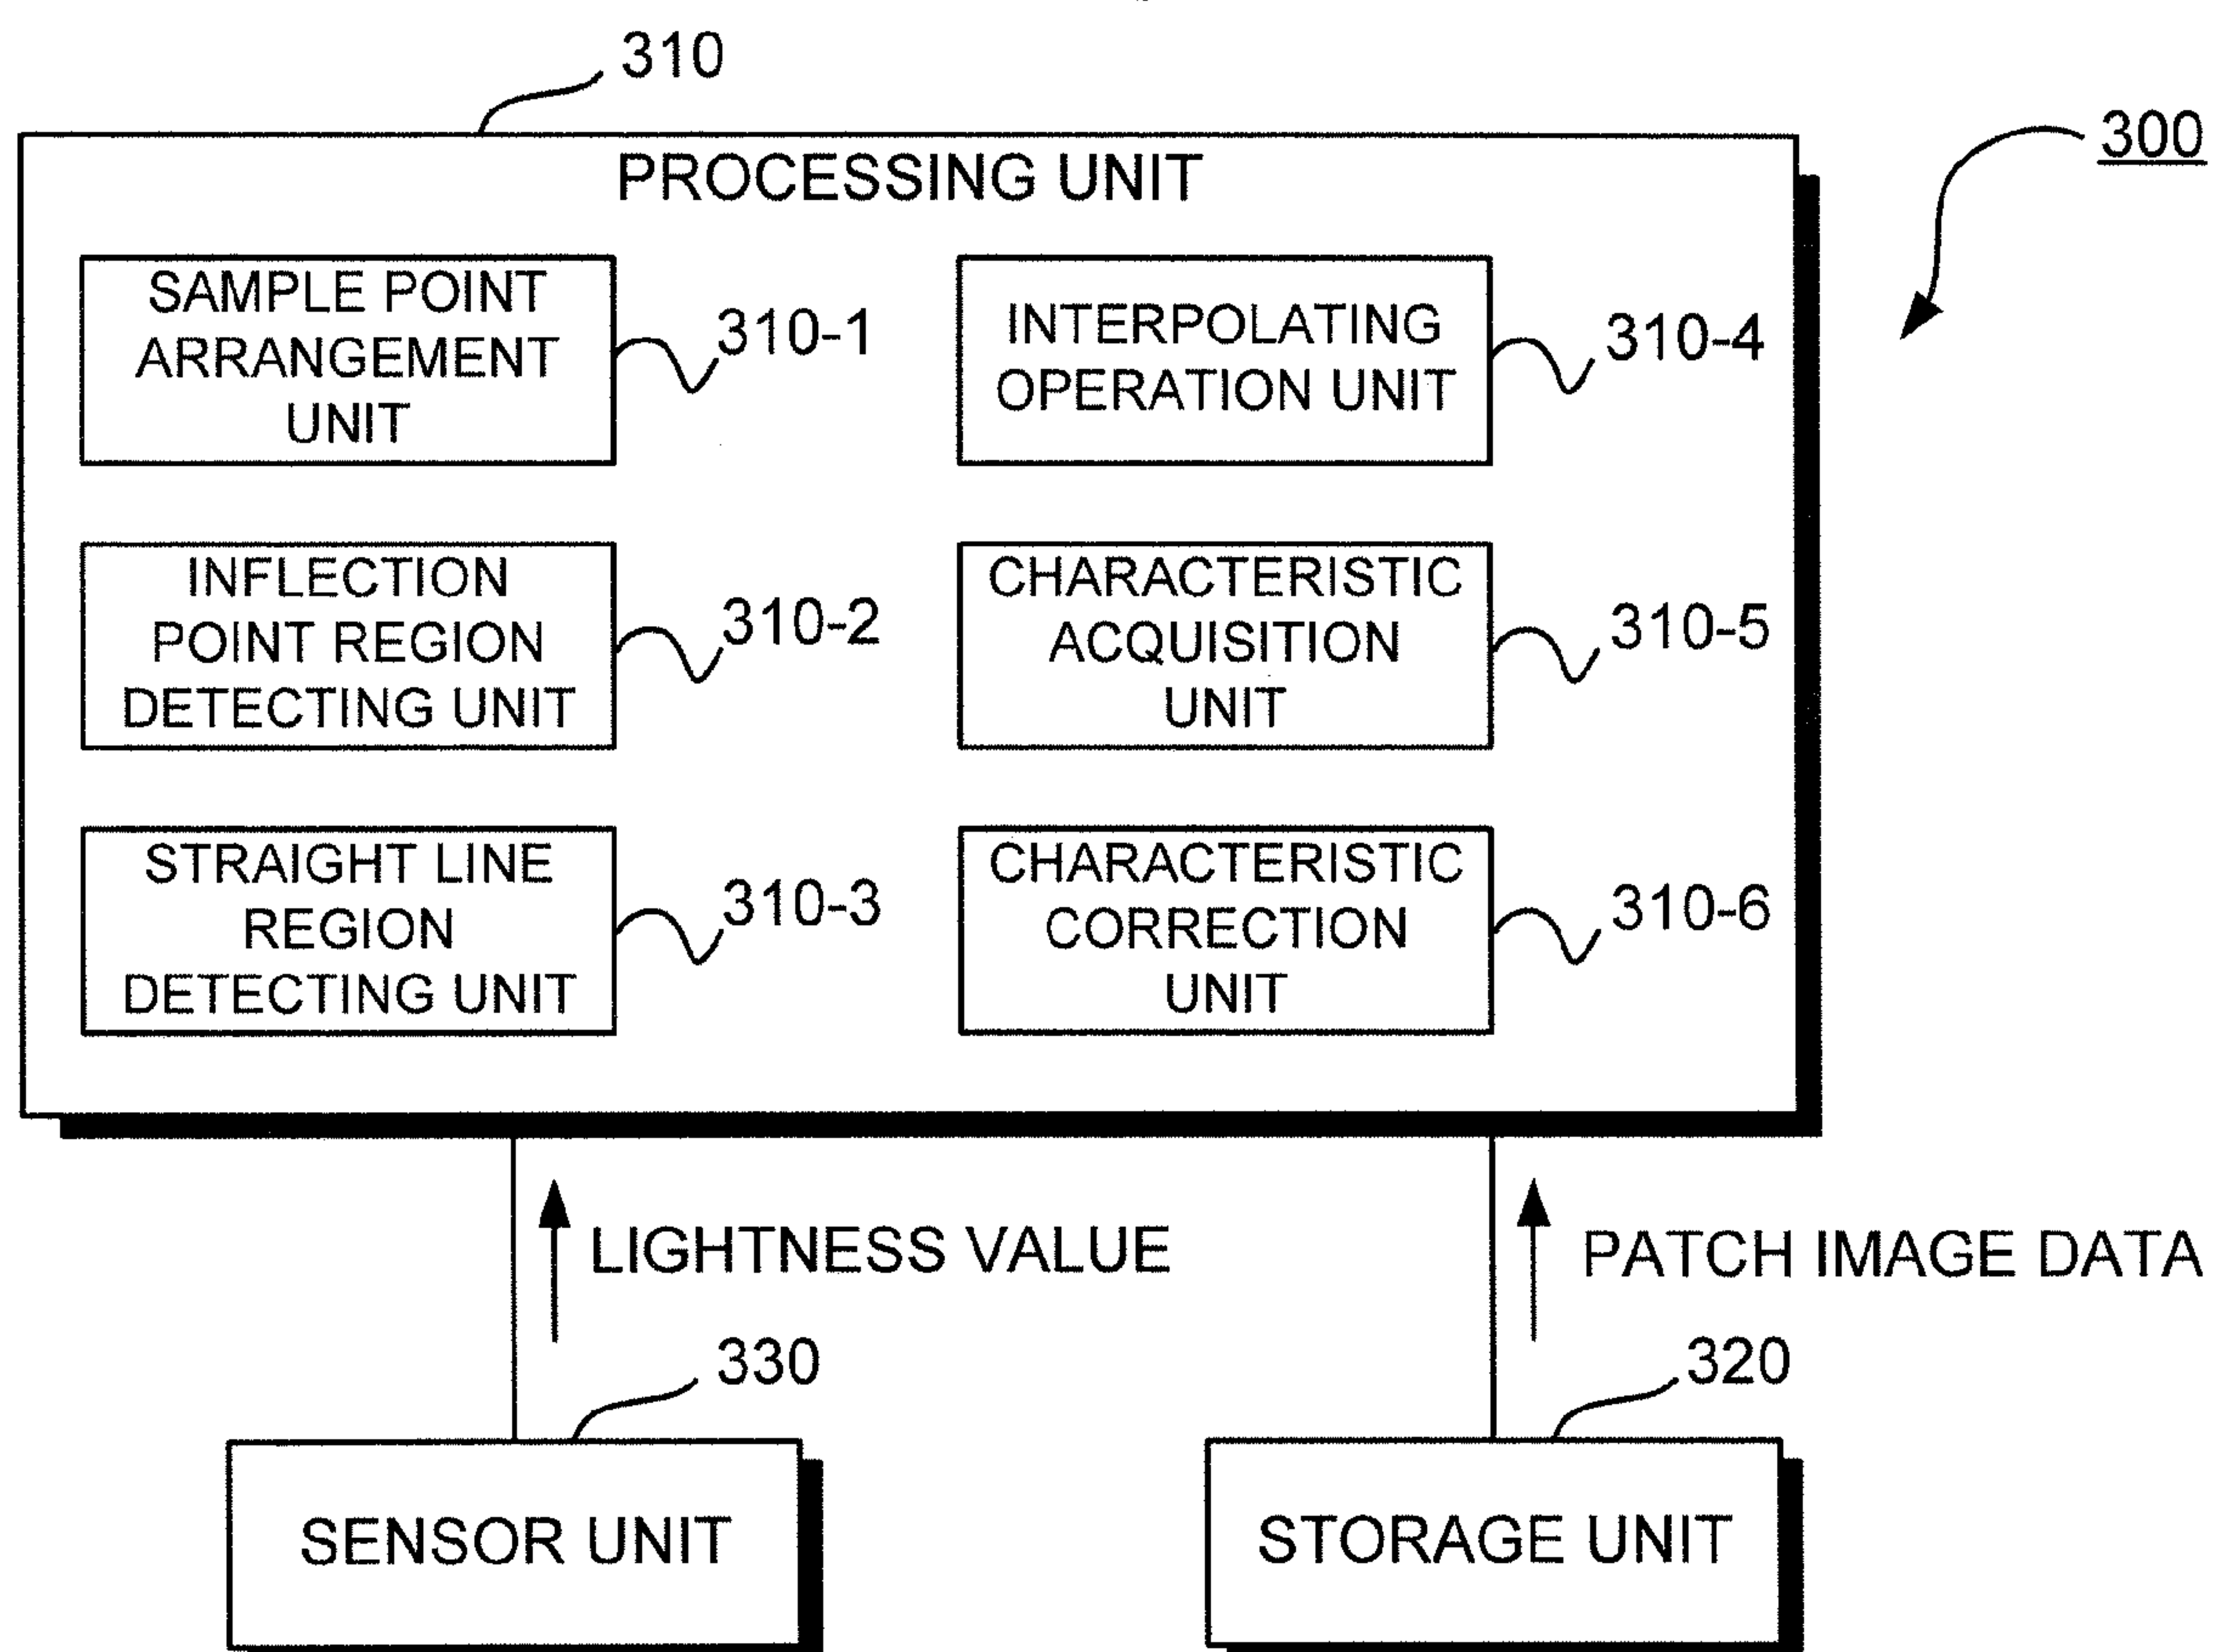 310
300
PROCESSING UNIT
SAMPLE POINT
ARRANGEMENT
UNIT
310-1
INTERPOLATING
OPERATION UNIT
310-4
INFLECTION
POINT REGION
DETECTING UNIT
310-2
CHARACTERISTIC
ACQUISITION
UNIT
310-5
STRAIGHT LINE
REGION
DETECTING UNIT
310-3
CHARACTERISTIC
CORRECTION
UNIT
310-6
LIGHTNESS VALUE
PATCH IMAGE DATA
330
320
SENSOR UNIT
STORAGE UNIT